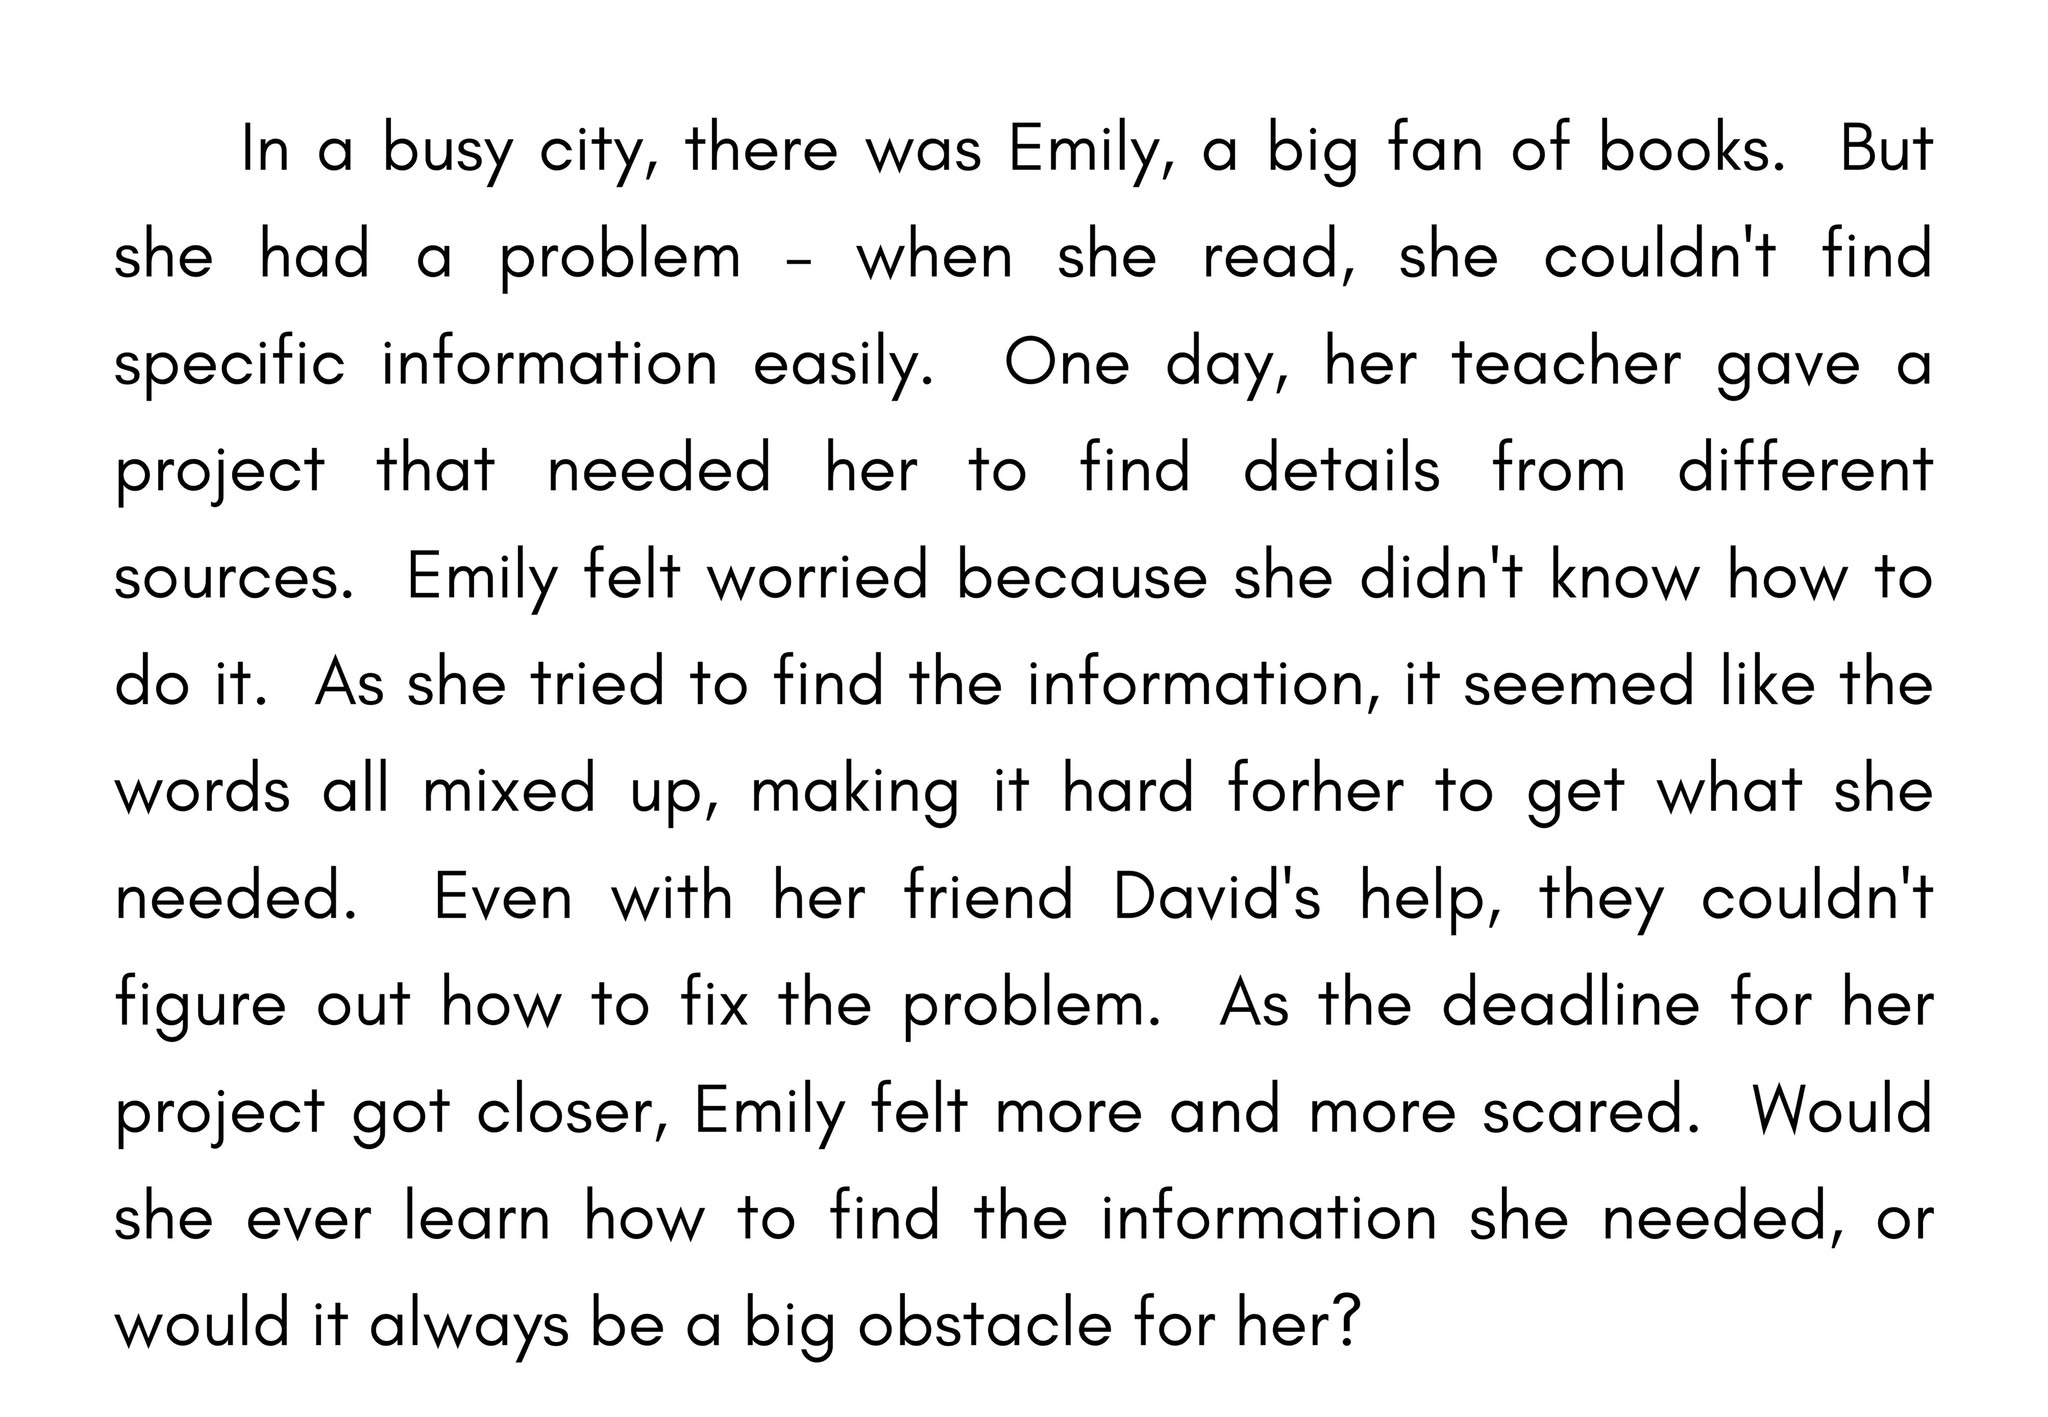 In a busy city, there was Emily, a big fan of books. But
she had a problem - when she read, she couldn't find
specific information easily. One day, her teacher gave a
project that needed her to find details from different
sources. Emily felt worried because she didn't know how to
do it. As she tried to find the information, it seemed like the
words all mixed up, making it hard forher to get what she
needed. Even with her friend David's help, they couldn't
figure out how to fix the problem. As the deadline for her
project got closer, Emily felt more and more scared. Would
she ever learn how to find the information she needed, or
would it always be a big obstacle for her?